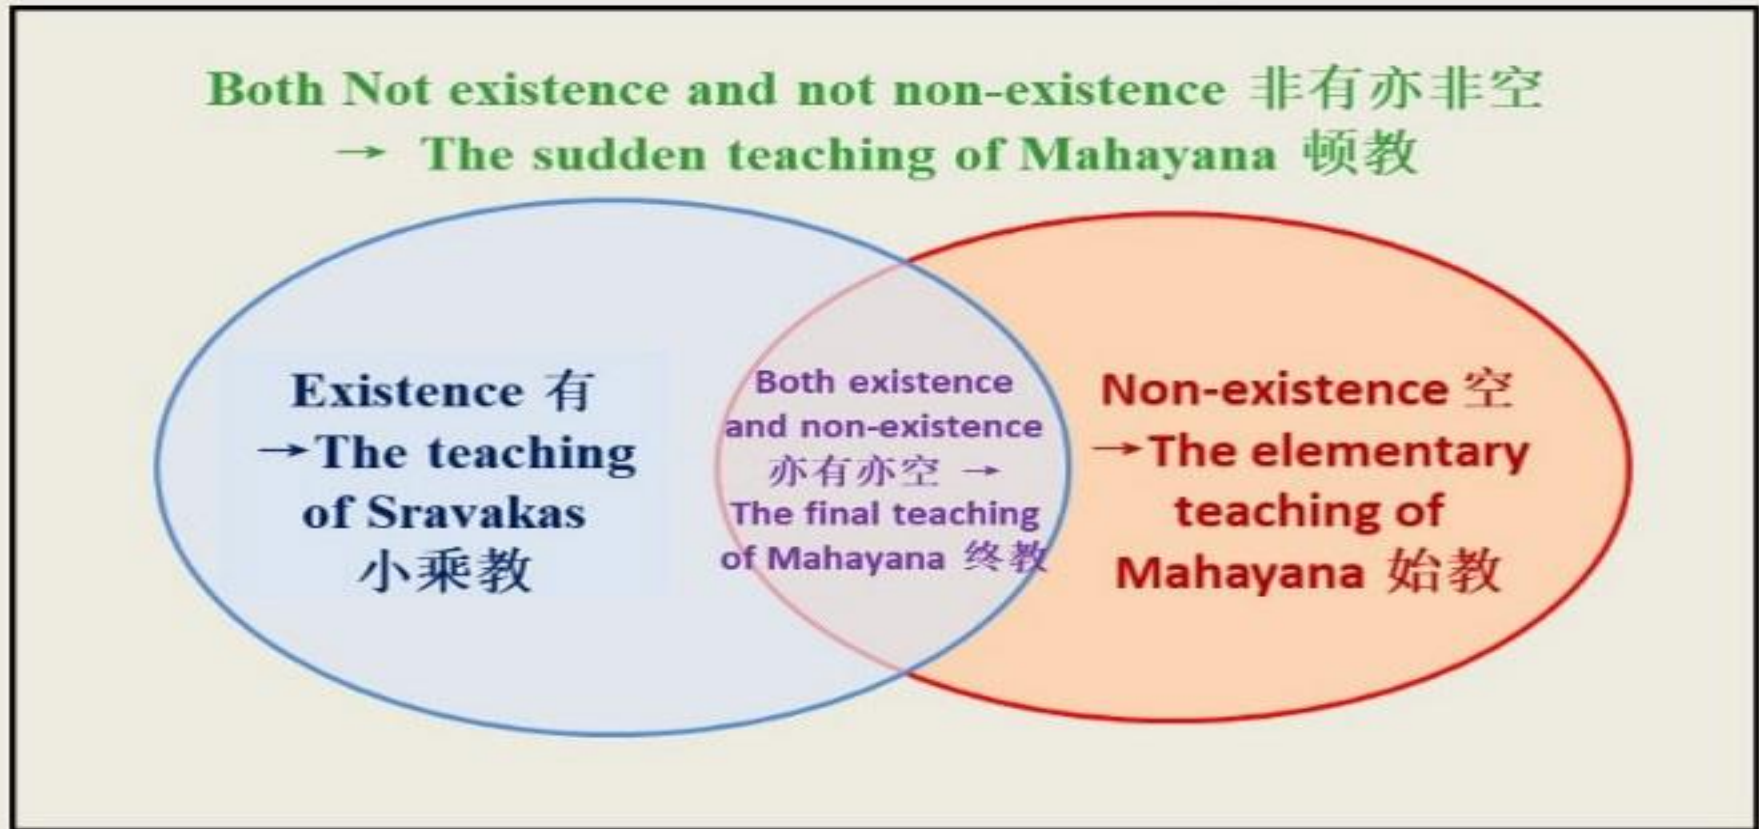 Both Not existence and not non-existence 非有亦非空
→ The sudden teaching of Mahayana 顿教
Existence 有
→The teaching
of Sravakas
小乘教
Both existence
and non-existence
亦有亦空 →
The final teaching
of Mahayana 终教
Non-existence 空
→The elementary
teaching of
Mahayana 始教